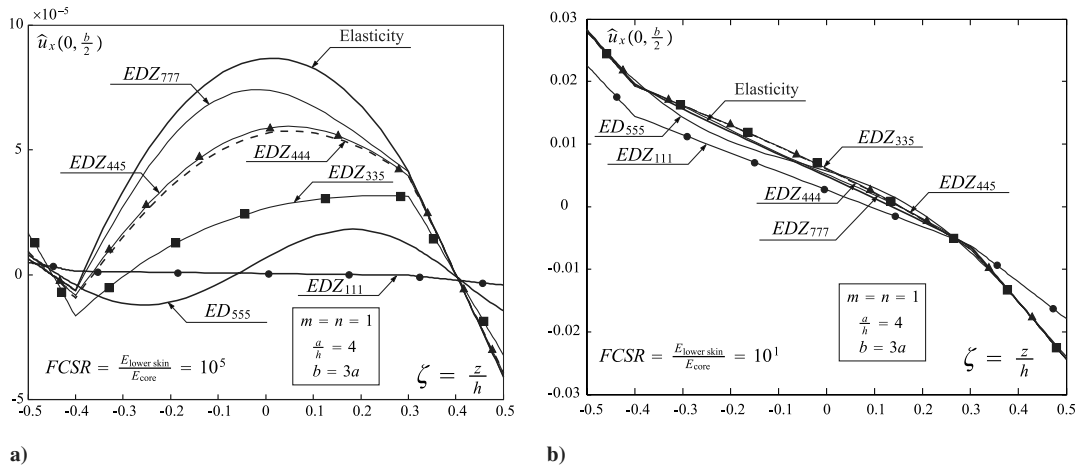 10 ×10⁻⁵
û_x(0, b/2)
Elasticity
EDZ₇₇₇
5
EDZ₄₄₅
EDZ₄₄₄
EDZ₃₃₅
0
EDZ₁₁₁
ED₅₅₅
m = n = 1
a/h = 4
b = 3a
FCSR = E_lower skin/E_core = 10⁵
ζ = z/h
-5
-0.5 -0.4 -0.3 -0.2 -0.1 0 0.1 0.2 0.3 0.4 0.5
a)
0.03
û_x(0, b/2)
0.02
Elasticity
ED₅₅₅
0.01
EDZ₁₁₁
EDZ₃₃₅
EDZ₄₄₄
EDZ₄₄₅
0
EDZ₇₇₇
-0.01
m = n = 1
a/h = 4
b = 3a
-0.02
FCSR = E_lower skin/E_core = 10¹
ζ = z/h
-0.03
-0.5 -0.4 -0.3 -0.2 -0.1 0 0.1 0.2 0.3 0.4 0.5
b)